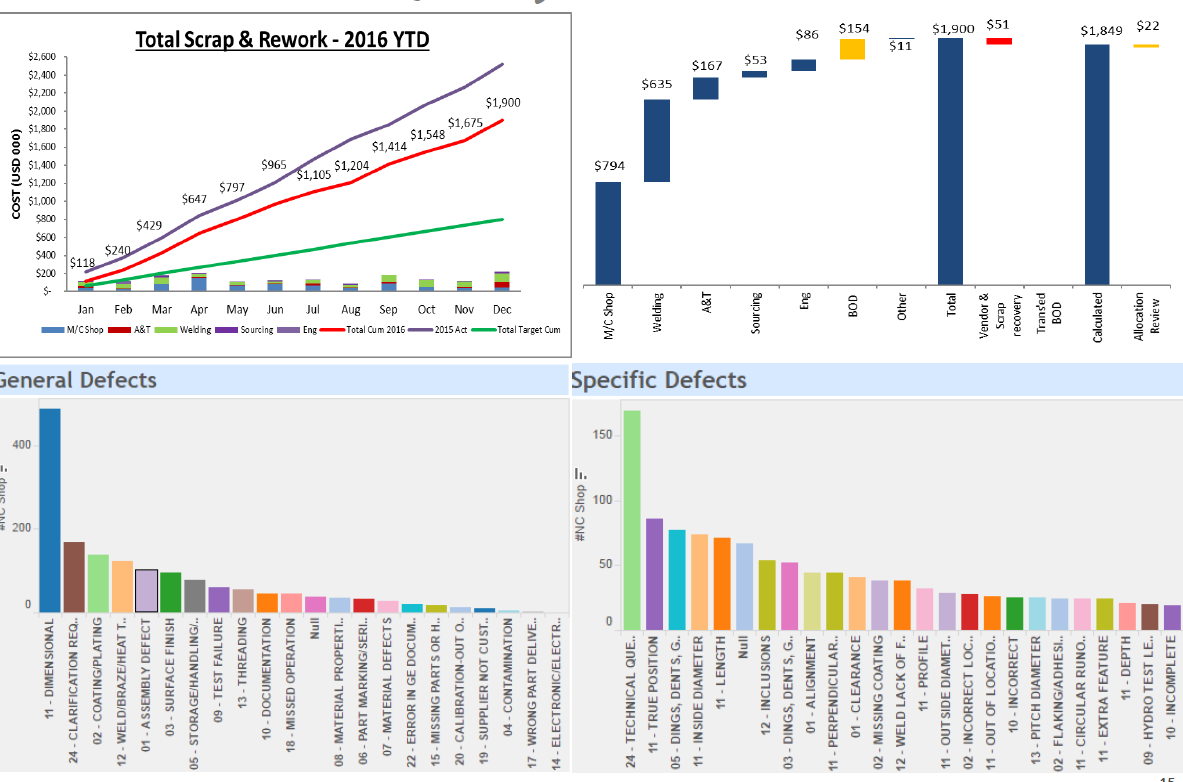 Total Scrap & Rework - 2016 YTD
COST (USD 000)
$2,600
$2,400
$2,200
$2,000
$1,800
$1,600
$1,400
$1,200
$1,000
$800
$600
$400
$200
$-
$118
$240
$429
$647
$797
$965
$1,105
$1,204
$1,414
$1,548
$1,675
$1,900
Jan Feb Mar Apr May Jun Jul Aug Sep Oct Nov Dec
M/C Shop A&T Welding Sourcing Eng Total Cum 2016 2015 Act Total Target Cum
$794
$635
$167
$53
$86
$154
$11
$1,900
$51
$1,849
$22
M/C Shop
Welding
A&T
Sourcing
Eng
BOD
Other
Total
Vendor &
Scrap
recovery
Transfed
BOD
Calculated
Allocation
Review
General Defects
#NC Shop
400
200
0
11 - DIMENSIONAL
24 - CLARIFICATION REQ..
02 - COATING/PLATING
12 - WELD/BRAZE/HEAT T..
01 - ASSEMBLY DEFECT
03 - SURFACE FINISH
05 - STORAGE/HANDLING/..
09 - TEST FAILURE
13 - THREADING
10 - DOCUMENTATION
18 - MISSED OPERATION
Null
08 - MATERIAL PROPERTI..
06 - PART MARKING/SERI..
07 - MATERIAL DEFECTS
22 - ERROR IN GE DOCUM..
15 - MISSING PARTS OR H..
20 - CALIBRATION-OUT O..
19 - SUPPLIER NOT CUST..
04 - CONTAMINATION
17 - WRONG PART DELIVE..
14 - ELECTRONIC/ELECTR..
Specific Defects
#NC Shop
150
100
50
0
24 - TECHNICAL QUE..
11 - TRUE POSITION
05 - DINGS, DENTS, G..
11 - INSIDE DIAMETER
11 - LENGTH
Null
12 - INCLUSIONS
03 - DINGS, DENTS, G..
01 - ALIGNMENT
11 - PERPENDICULAR..
01 - CLEARANCE
02 - MISSING COATING
12 - WELD LACK OF F..
11 - PROFILE
11 - OUTSIDE DIAMET..
02 - INCORRECT LOC..
11 - OUT OF LOCATIO..
10 - INCORRECT
13 - PITCH DIAMETER
02 - FLAKING/ADHESI..
11 - CIRCULAR RUNO..
11 - EXTRA FEATURE
11 - DEPTH
09 - HYDRO TEST LE..
10 - INCOMPLETE